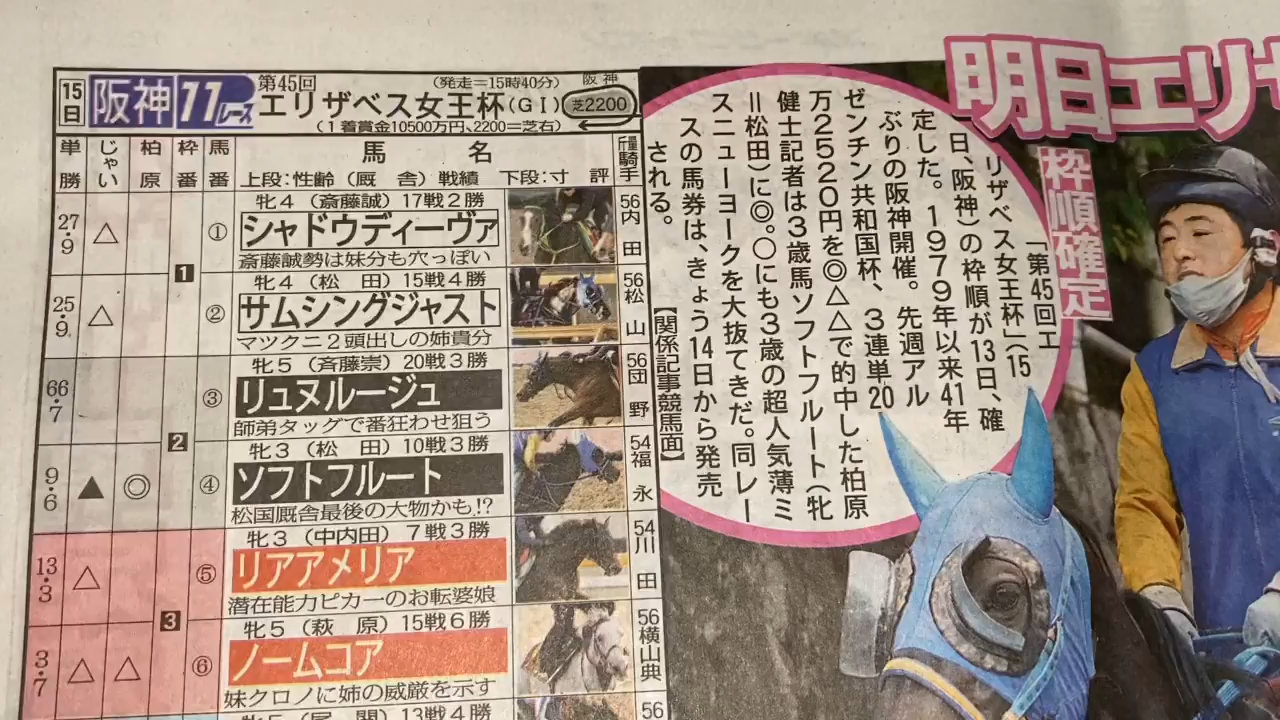 15日
阪神 11レース
第45回
(発走=15時40分)
阪神
エリザベス女王杯(GI)
芝2200
(1着賞金10500万円、2200=芝右)
単勝
じゃい
柏原
枠番
馬番
馬名
騎手
上段:性齢(厩舎)戦績 下段:寸評
27・9 △ 1 ①
牝4(斎藤誠)17戦2勝
シャドウディーヴァ
斎藤誠勢は妹分も穴っぽい
56内田
25・9 △ ②
牝4(松田)15戦4勝
サムシングジャスト
マツクニ2頭出しの姉貴分
56松山
66・7 2 ③
牝5(斉藤崇)20戦3勝
リュヌルージュ
師弟タッグで番狂わせ狙う
56団野
9・6 ▲ ◎ ④
牝3(松田)10戦3勝
ソフトフルート
松国厩舎最後の大物かも!?
54福永
13・3 △ 3 ⑤
牝3(中内田)7戦3勝
リアアメリア
潜在能力ピカ一のお転婆娘
54川田
3・7 △ △ ⑥
牝5(萩原)15戦6勝
ノームコア
妹クロノに姉の威厳を示す
56横山典
13戦4勝
56
明日エリザ
枠順確定
「第45回エ
リザベス女王杯」(15
日、阪神)の枠順が13日、確
定した。1979年以来41年
ぶりの阪神開催。先週アル
ゼンチン共和国杯、3連単20
万2520円を◎△△で的中した柏原
健士記者は3歳馬ソフトフルート(牝
=松田)に◎。〇にも3歳の超人気薄ミ
スニューヨークを大抜てきだ。同レー
スの馬券は、きょう14日から発売
される。
【関係記事競馬面】